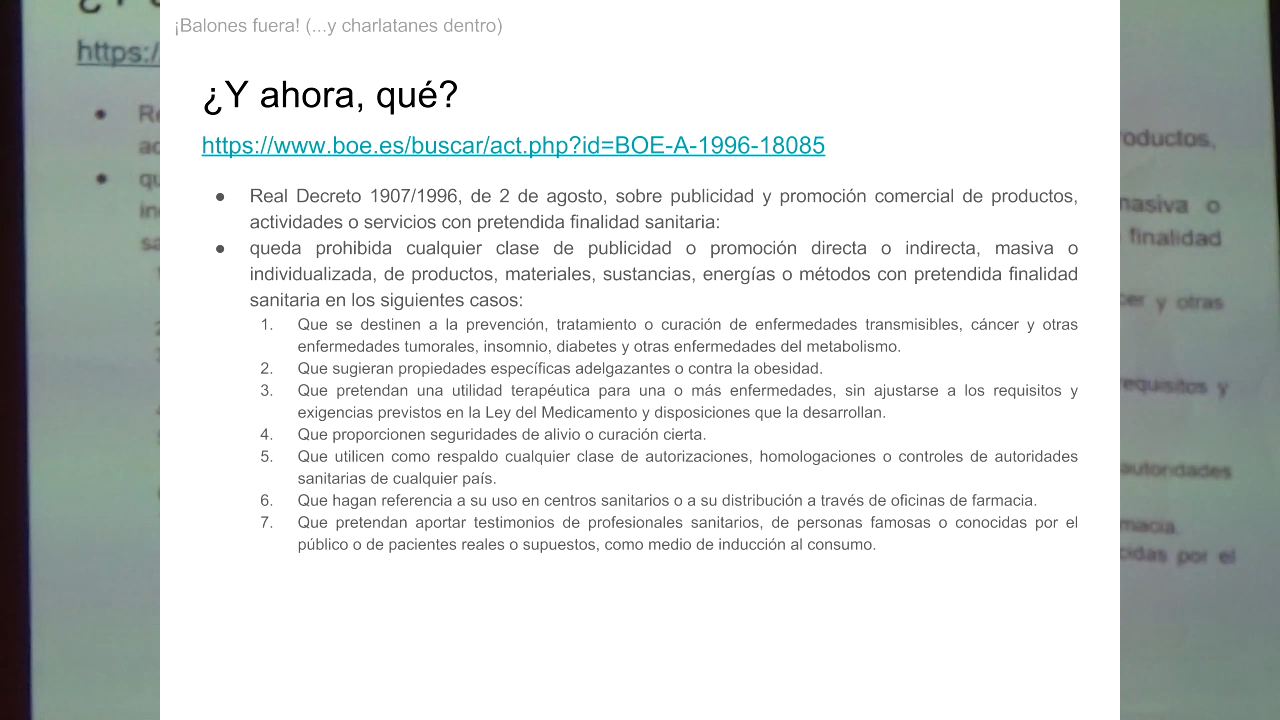 ¡Balones fuera! (...y charlatanes dentro)
¿Y ahora, qué?
https://www.boe.es/buscar/act.php?id=BOE-A-1996-18085
● Real Decreto 1907/1996, de 2 de agosto, sobre publicidad y promoción comercial de productos,
actividades o servicios con pretendida finalidad sanitaria:
● queda prohibida cualquier clase de publicidad o promoción directa o indirecta, masiva o
individualizada, de productos, materiales, sustancias, energías o métodos con pretendida finalidad
sanitaria en los siguientes casos:
1. Que se destinen a la prevención, tratamiento o curación de enfermedades transmisibles, cáncer y otras
enfermedades tumorales, insomnio, diabetes y otras enfermedades del metabolismo.
2. Que sugieran propiedades específicas adelgazantes o contra la obesidad.
3. Que pretendan una utilidad terapéutica para una o más enfermedades, sin ajustarse a los requisitos y
exigencias previstos en la Ley del Medicamento y disposiciones que la desarrollan.
4. Que proporcionen seguridades de alivio o curación cierta.
5. Que utilicen como respaldo cualquier clase de autorizaciones, homologaciones o controles de autoridades
sanitarias de cualquier país.
6. Que hagan referencia a su uso en centros sanitarios o a su distribución a través de oficinas de farmacia.
7. Que pretendan aportar testimonios de profesionales sanitarios, de personas famosas o conocidas por el
público o de pacientes reales o supuestos, como medio de inducción al consumo.